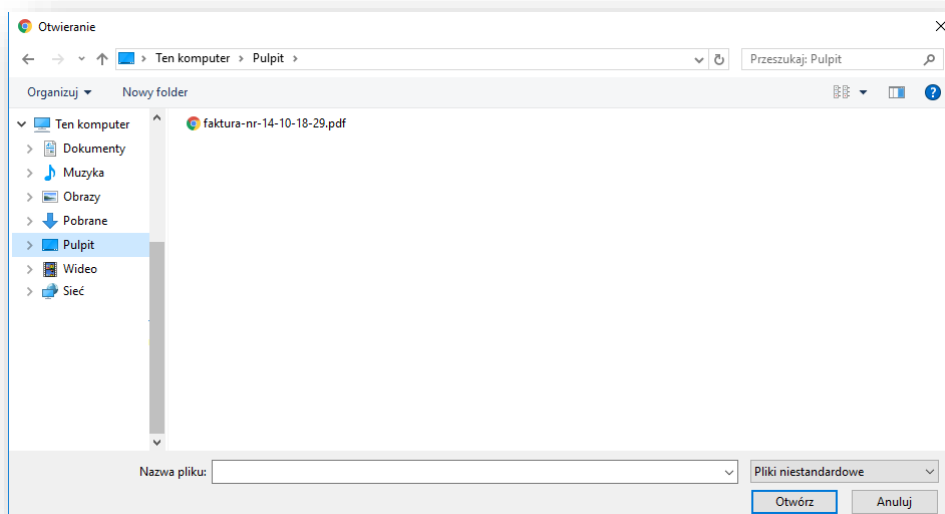 Otwieranie
Ten komputer > Pulpit >
Przeszukaj: Pulpit
Organizuj
Nowy folder
Ten komputer
Dokumenty
Muzyka
Obrazy
Pobrane
Pulpit
Wideo
Sieć
faktura-nr-14-10-18-29.pdf
Nazwa pliku:
Pliki niestandardowe
Otwórz
Anuluj